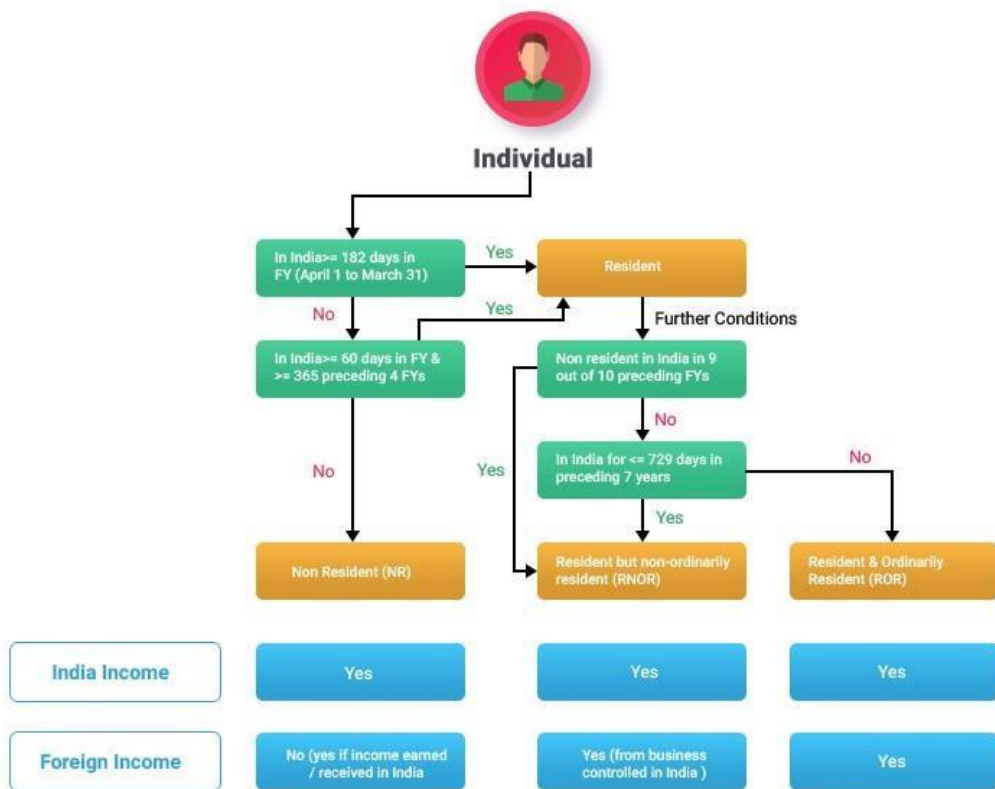 Individual
In India>= 182 days in
FY (April 1 to March 31)
Yes
Resident
No
Yes
Further Conditions
In India>= 60 days in FY &
>= 365 preceding 4 FYs
Non resident in India in 9
out of 10 preceding FYs
No
In India for <= 729 days in
preceding 7 years
No
No
Yes
Yes
Non Resident (NR)
Resident but non-ordinarily
resident (RNOR)
Resident & Ordinarily
Resident (ROR)
India Income
Yes
Yes
Yes
Foreign Income
No (yes if income earned
/ received in India
Yes (from business
controlled in India )
Yes